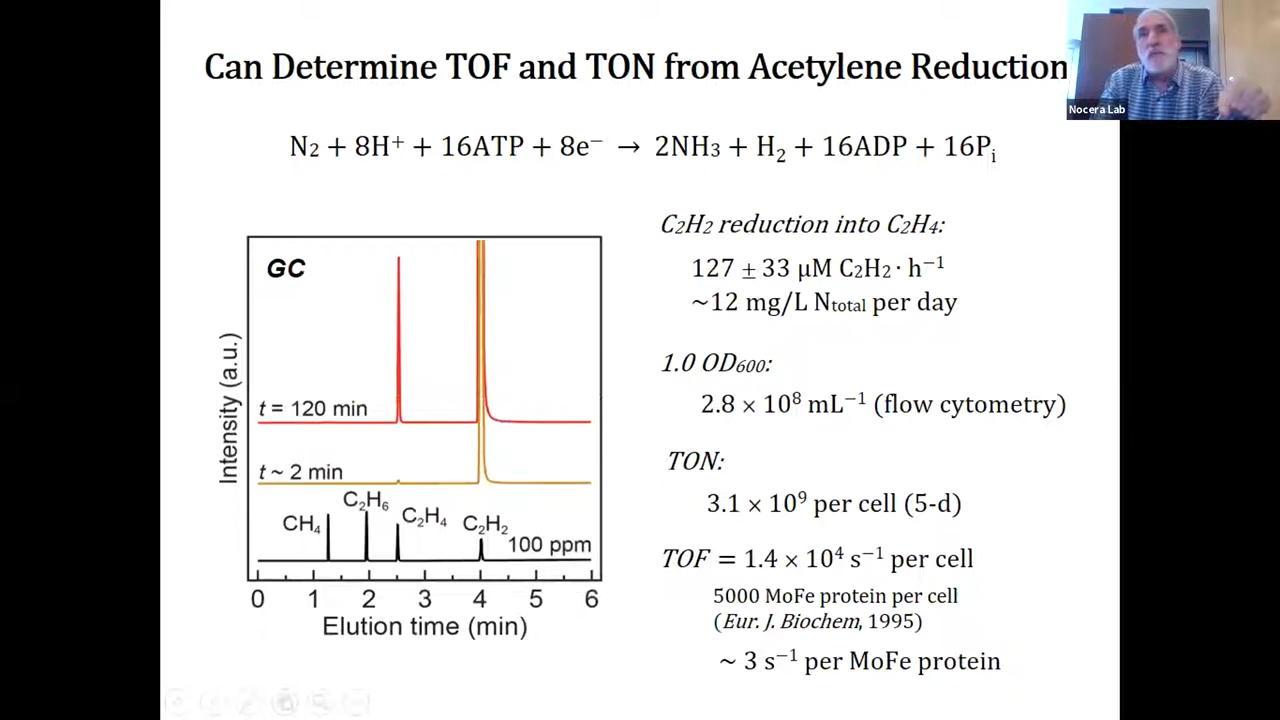 Can Determine TOF and TON from Acetylene Reduction
Nocera Lab
N₂ + 8H⁺ + 16ATP + 8e⁻ → 2NH₃ + H₂ + 16ADP + 16Pᵢ
GC
Intensity (a.u.)
t = 120 min
t ~ 2 min
CH₄
C₂H₆
C₂H₄
C₂H₂
100 ppm
0 1 2 3 4 5 6
Elution time (min)
C₂H₂ reduction into C₂H₄:
127 ± 33 μM C₂H₂ · h⁻¹
~12 mg/L Ntotal per day
1.0 OD₆₀₀:
2.8 × 10⁸ mL⁻¹ (flow cytometry)
TON:
3.1 × 10⁹ per cell (5-d)
TOF = 1.4 × 10⁴ s⁻¹ per cell
5000 MoFe protein per cell
(Eur. J. Biochem, 1995)
~ 3 s⁻¹ per MoFe protein